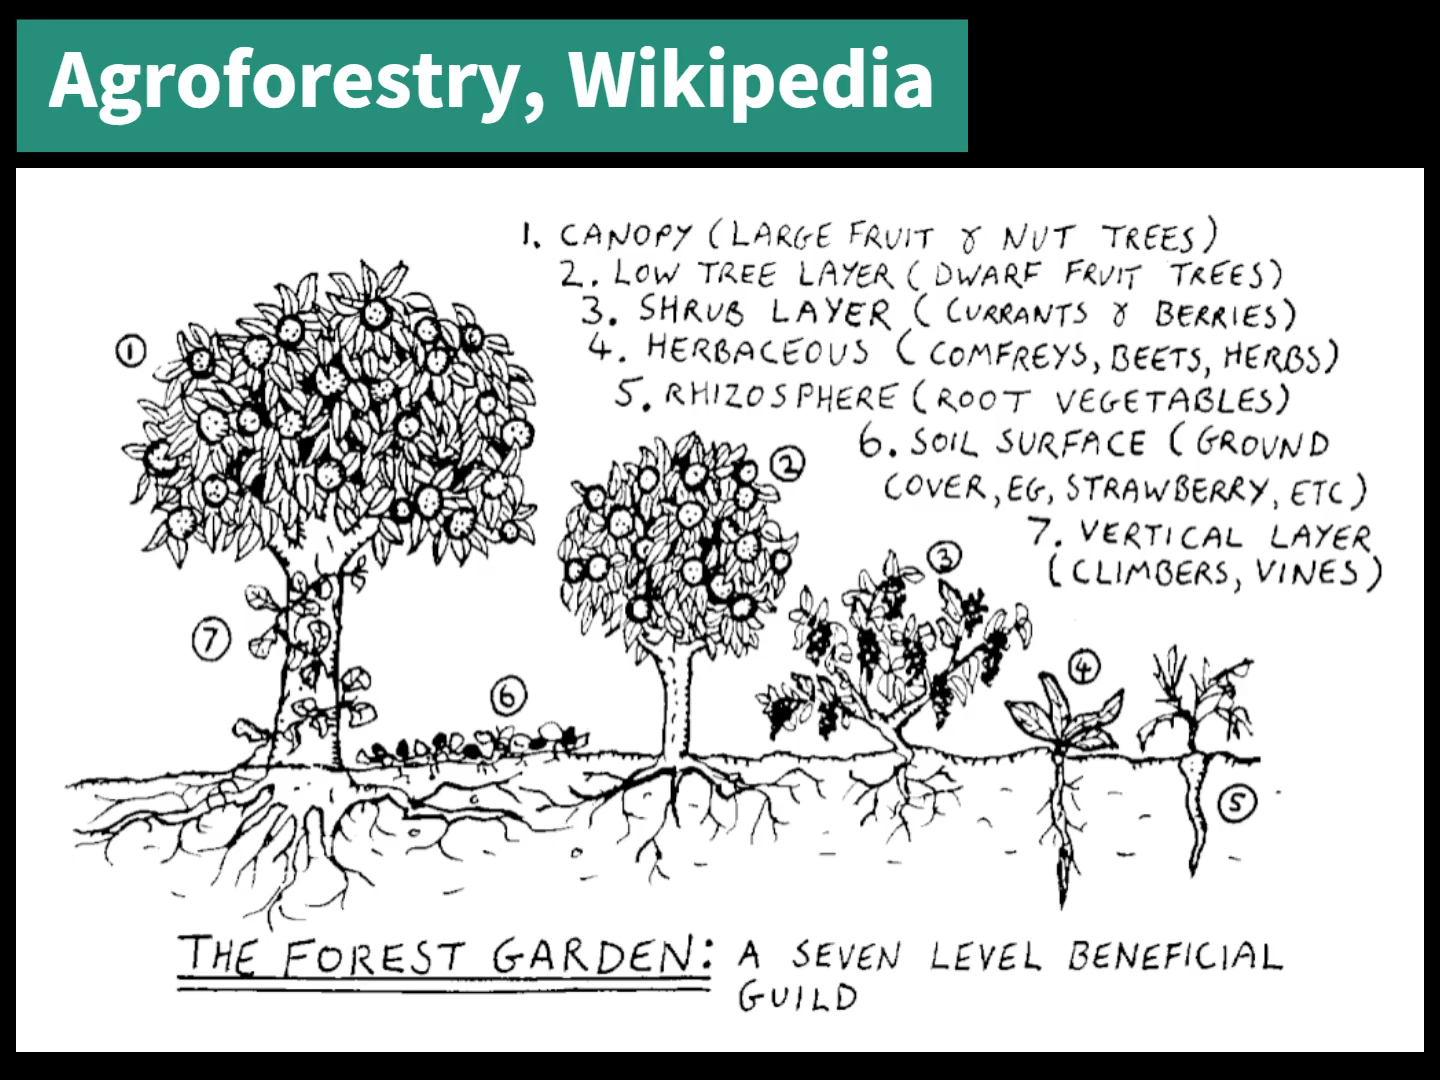 Agroforestry, Wikipedia
1. CANOPY (LARGE FRUIT & NUT TREES)
2. LOW TREE LAYER (DWARF FRUIT TREES)
3. SHRUB LAYER (CURRANTS & BERRIES)
4. HERBACEOUS (COMFREYS, BEETS, HERBS)
5. RHIZOSPHERE (ROOT VEGETABLES)
6. SOIL SURFACE (GROUND
COVER, EG, STRAWBERRY, ETC)
7. VERTICAL LAYER
(CLIMBERS, VINES)
1
2
3
7
6
4
5
THE FOREST GARDEN: A SEVEN LEVEL BENEFICIAL
GUILD